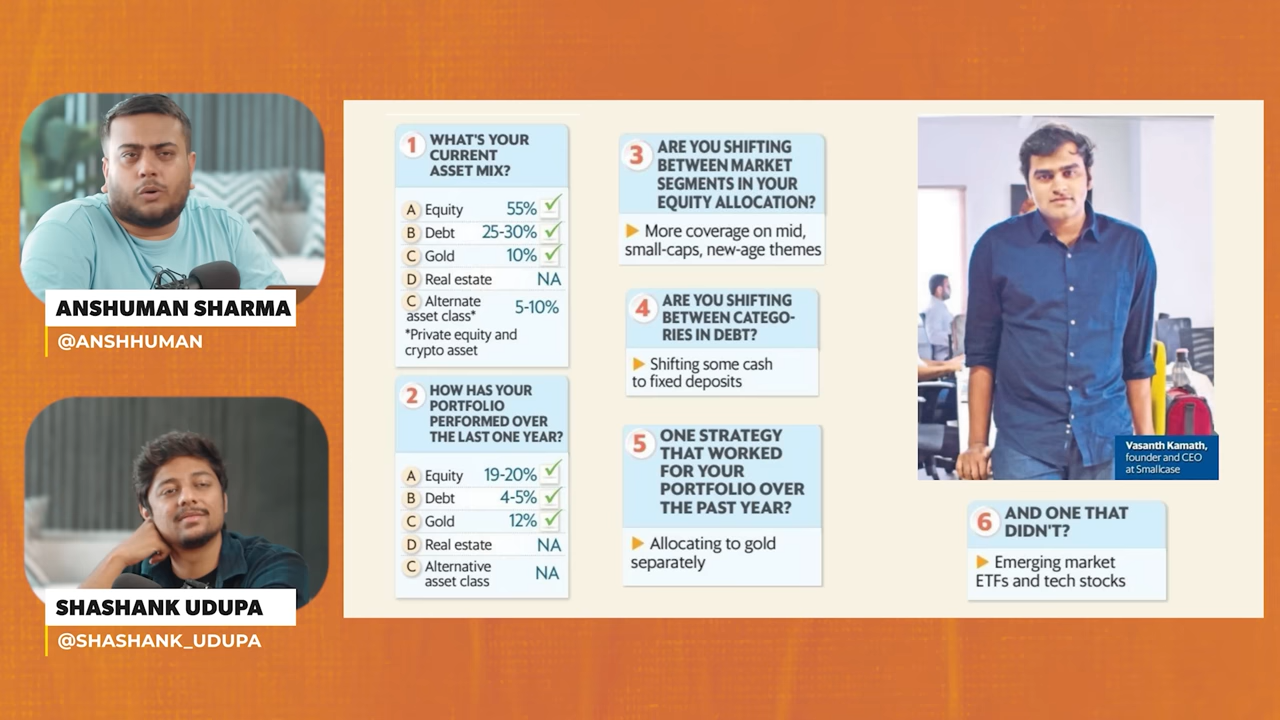 ANSHUMAN SHARMA
@ANSHHUMAN
SHASHANK UDUPA
@SHASHANK_UDUPA
1 WHAT'S YOUR
CURRENT
ASSET MIX?
A Equity 55%
B Debt 25-30%
C Gold 10%
D Real estate NA
C Alternate
asset class* 5-10%
*Private equity and
crypto asset
2 HOW HAS YOUR
PORTFOLIO
PERFORMED OVER
THE LAST ONE YEAR?
A Equity 19-20%
B Debt 4-5%
C Gold 12%
D Real estate NA
C Alternative
asset class NA
3 ARE YOU SHIFTING
BETWEEN MARKET
SEGMENTS IN YOUR
EQUITY ALLOCATION?
More coverage on mid,
small-caps, new-age themes
4 ARE YOU SHIFTING
BETWEEN CATEGO-
RIES IN DEBT?
Shifting some cash
to fixed deposits
5 ONE STRATEGY
THAT WORKED
FOR YOUR
PORTFOLIO OVER
THE PAST YEAR?
Allocating to gold
separately
Vasanth Kamath,
founder and CEO
at Smallcase
6 AND ONE THAT
DIDN'T?
Emerging market
ETFs and tech stocks